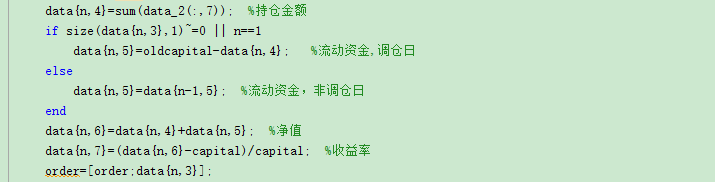 data{n,4}=sum(data_2(:,7));  %持仓金额
if size(data{n,3},1)~=0 || n==1
data{n,5}=oldcapital-data{n,4};   %流动资金,调仓日
else
data{n,5}=data{n-1,5};  %流动资金，非调仓日
end
data{n,6}=data{n,4}+data{n,5};  %净值
data{n,7}=(data{n,6}-capital)/capital;  %收益率
order=[order;data{n,3}];